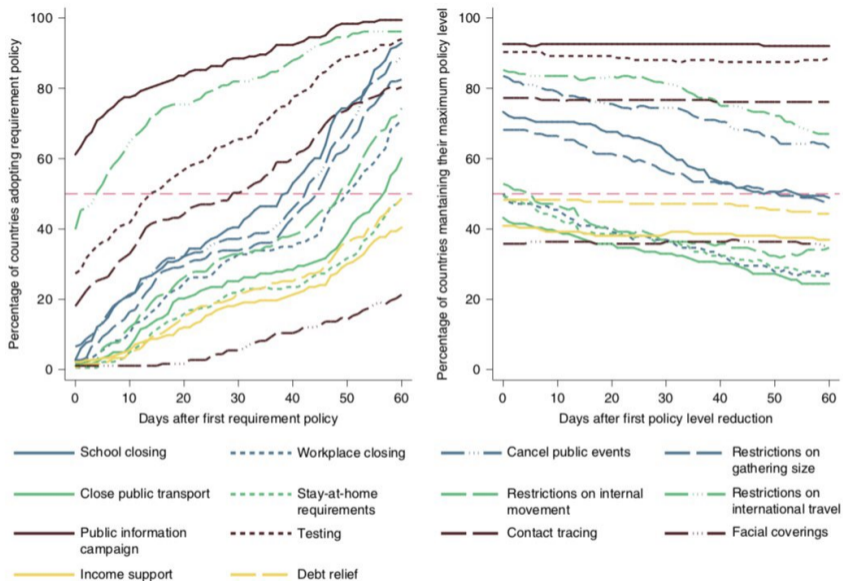 Percentage of countries adopting requirement policy
100
80
60
40
20
0
0 10 20 30 40 50 60
Days after first requirement policy
Percentage of countries mantaining their maximum policy level
100
80
60
40
20
0
0 10 20 30 40 50 60
Days after first policy level reduction
School closing
Workplace closing
Cancel public events
Restrictions on
gathering size
Close public transport
Stay-at-home
requirements
Restrictions on internal
movement
Restrictions on
international travel
Public information
campaign
Testing
Contact tracing
Facial coverings
Income support
Debt relief